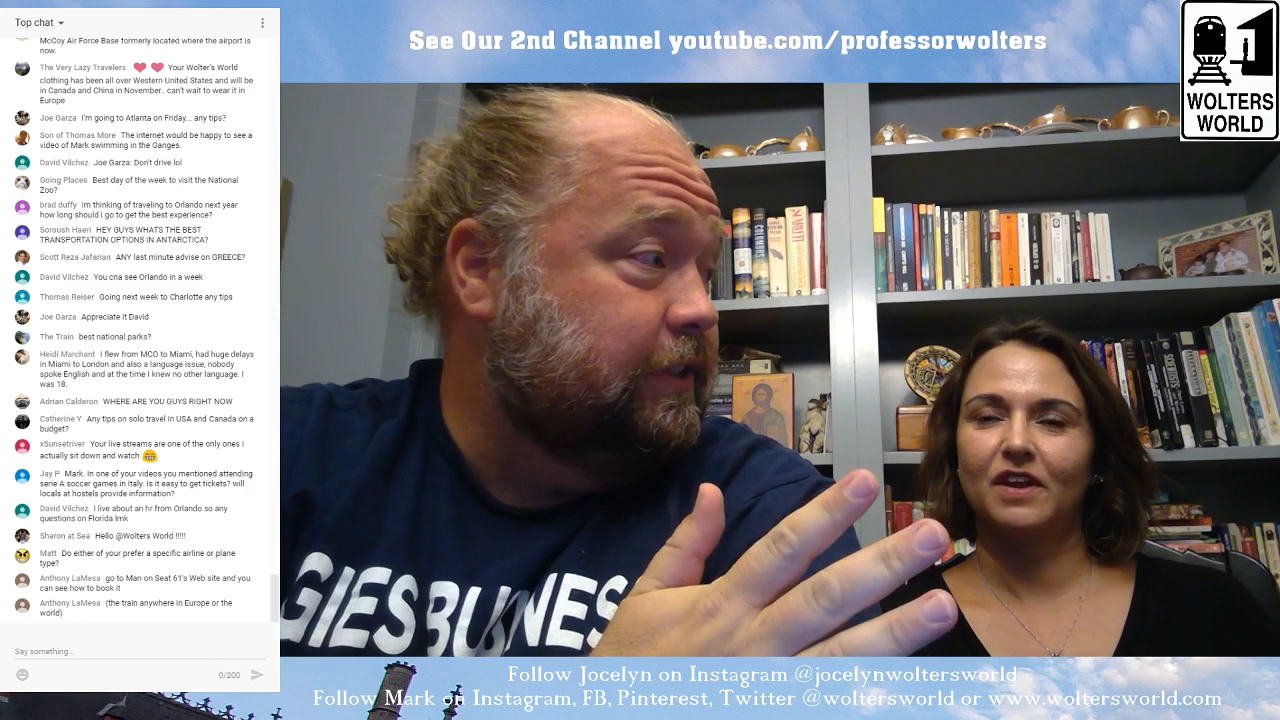 Top chat
McCoy Air Force Base formerly located where the airport is
now.
The Very Lazy Travelers Your Wolter's World
clothing has been all over Western United States and will be
in Canada and China in November.. can't wait to wear it in
Europe
Joe Garza I'm going to Atlanta on Friday... any tips?
Son of Thomas More The internet would be happy to see a
video of Mark swimming in the Ganges.
David Vilchez Joe Garza: Don't drive lol
Going Places Best day of the week to visit the National
Zoo?
brad duffy im thinking of traveling to Orlando next year
how long should i go to get the best experience?
Soroush Haeri HEY GUYS WHATS THE BEST
TRANSPORTATION OPTIONS IN ANTARCTICA?
Scott Reza Jafarian ANY last minute advise on GREECE?
David Vilchez You cna see Orlando in a week
Thomas Reiser Going next week to Charlotte any tips
Joe Garza Appreciate it David
The Train best national parks?
Heidi Marchant I flew from MCO to Miami, had huge delays
in Miami to London and also a language issue, nobody
spoke English and at the time I knew no other language. I
was 18.
Adrian Calderon WHERE ARE YOU GUYS RIGHT NOW
Catherine Y Any tips on solo travel in USA and Canada on a
budget?
xSunsetriver Your live streams are one of the only ones I
actually sit down and watch
Jay P Mark. In one of your videos you mentioned attending
serie A soccer games in Italy. Is it easy to get tickets? will
locals at hostels provide information?
David Vilchez I live about an hr from Orlando so any
questions on Florida lmk
Sharon at Sea Hello @Wolters World !!!!!
Matt Do either of your prefer a specific airline or plane
type?
Anthony LaMesa go to Man on Seat 61's Web site and you
can see how to book it
Anthony LaMesa (the train anywhere in Europe or the
world)
Say something...
0/200
See Our 2nd Channel youtube.com/professorwolters
WOLTERS
WORLD
GIES BUSINESS
Follow Jocelyn on Instagram @jocelynwoltersworld
Follow Mark on Instagram, FB, Pinterest, Twitter @woltersworld or www.woltersworld.com